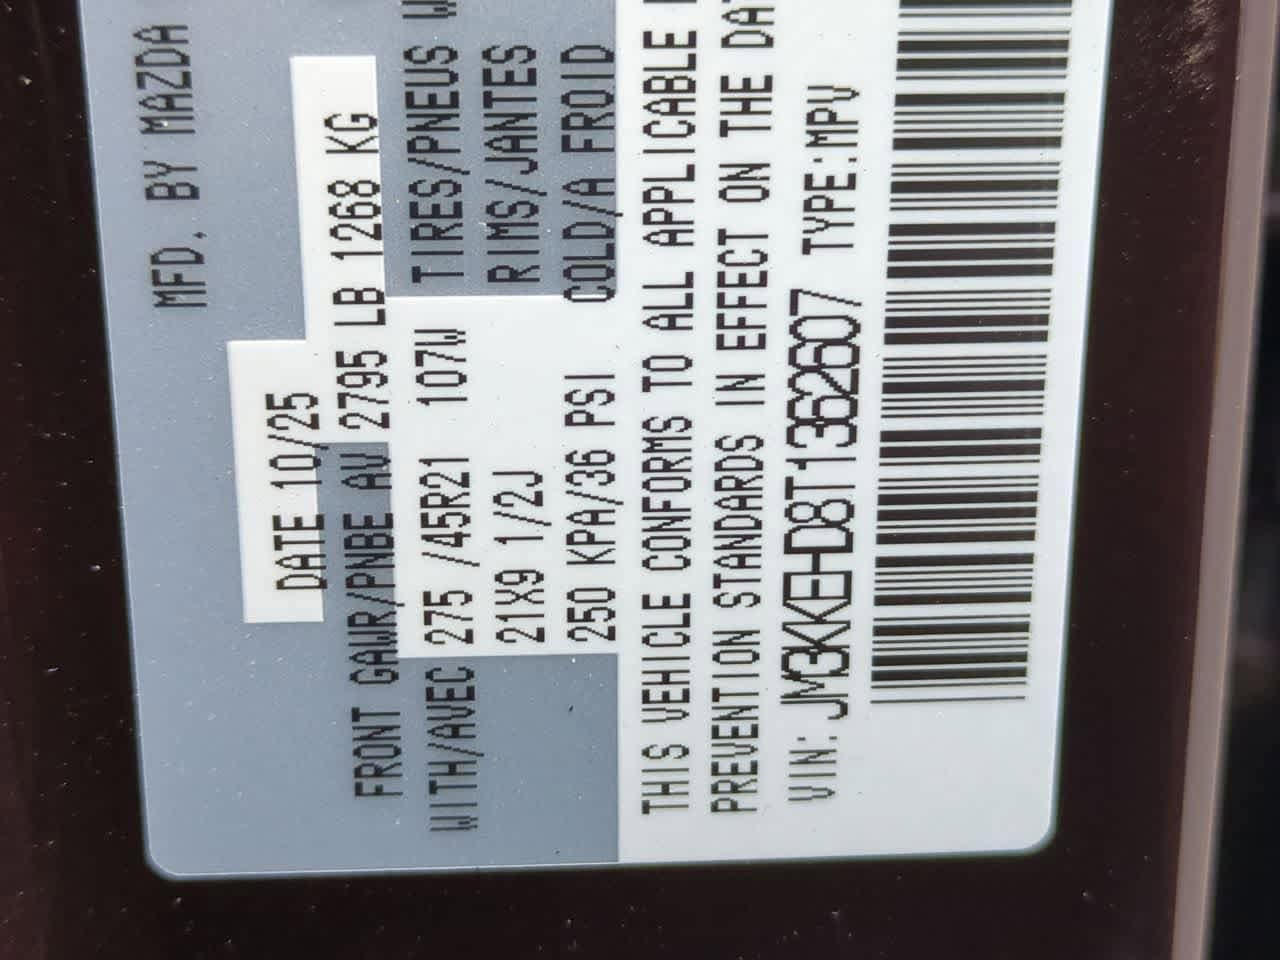 MFD. BY MAZDA
DATE 10/25
FRONT GAWR/PNBE AV 2795 LB 1268 KG
WITH/AVEC 275 /45R21 107W TIRES/PNEUS
21X9 1/2J RIMS/JANTES
250 KPA/36 PSI COLD/A FROID
THIS VEHICLE CONFORMS TO ALL APPLICABLE
PREVENTION STANDARDS IN EFFECT ON THE DAT
VIN: JM3KKEHD8T1362607 TYPE:MPV